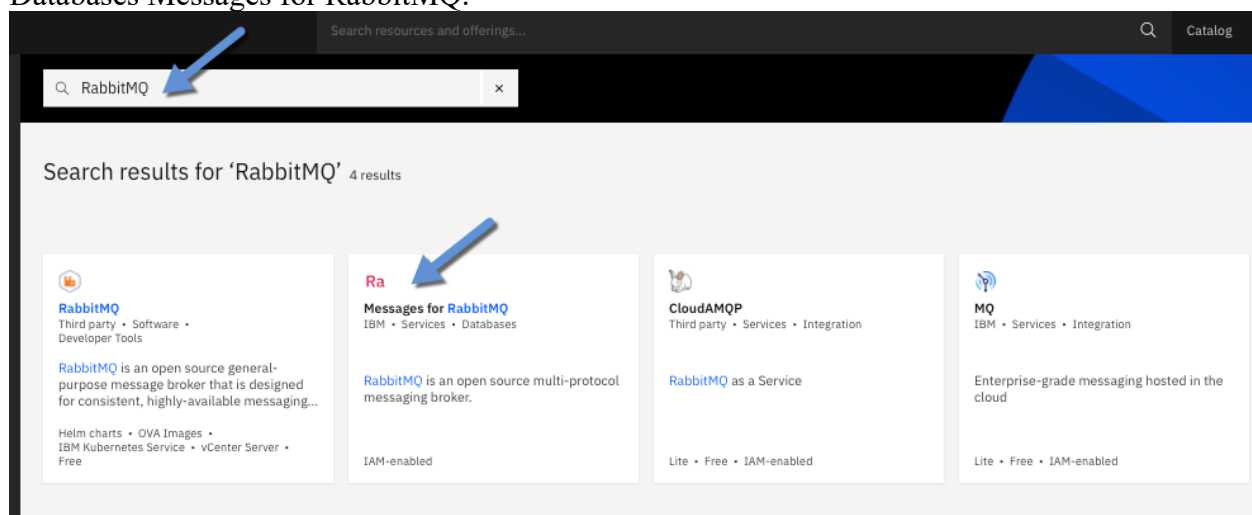 Databases Messages for RabbitMQ.
Search resources and offerings...
Catalog
RabbitMQ
×
Search results for ‘RabbitMQ’ 4 results
RabbitMQ
Third party • Software •
Developer Tools
RabbitMQ is an open source general-
purpose message broker that is designed
for consistent, highly-available messaging...
Helm charts • OVA Images •
IBM Kubernetes Service • vCenter Server •
Free
Ra
Messages for RabbitMQ
IBM • Services • Databases
RabbitMQ is an open source multi-protocol
messaging broker.
IAM-enabled
CloudAMQP
Third party • Services • Integration
RabbitMQ as a Service
Lite • Free • IAM-enabled
MQ
IBM • Services • Integration
Enterprise-grade messaging hosted in the
cloud
Lite • Free • IAM-enabled